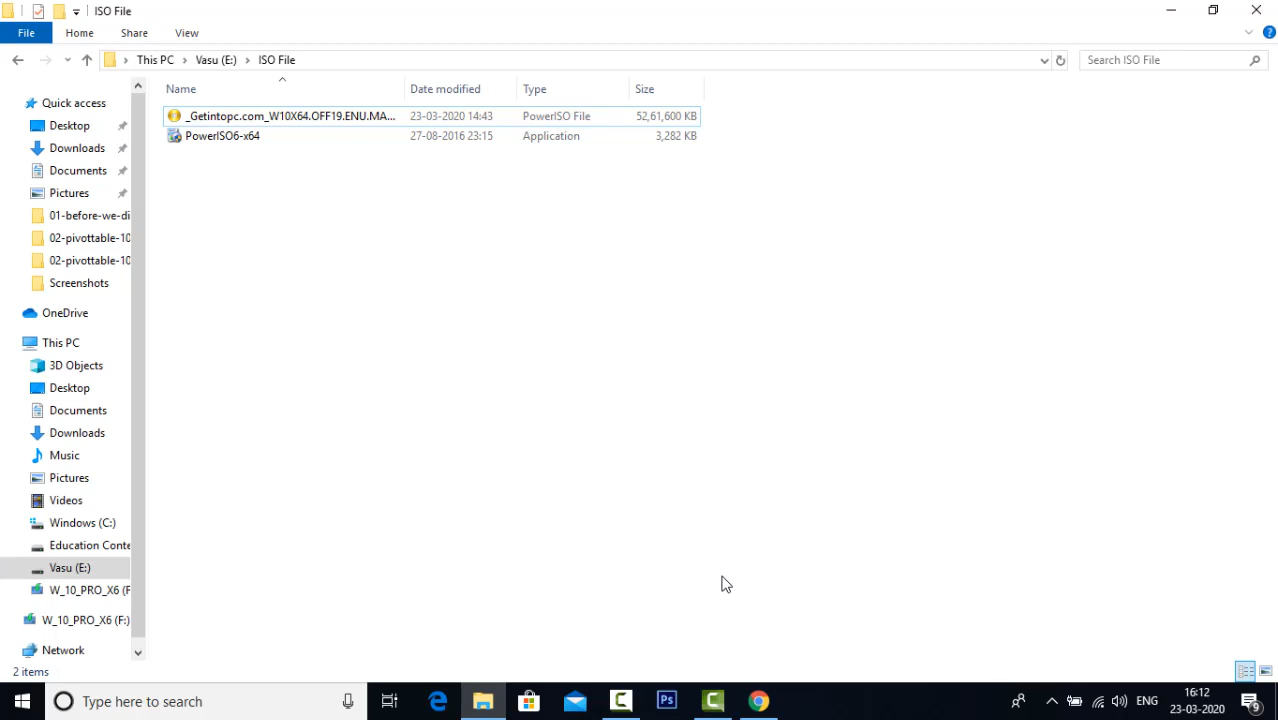 ISO File
File Home Share View
This PC Vasu (E:) ISO File
Search ISO File
Name Date modified Type Size
_Getintopc.com_W10X64.OFF19.ENU.MA... 23-03-2020 14:43 PowerISO File 52,61,600 KB
PowerISO6-x64 27-08-2016 23:15 Application 3,282 KB
Quick access
Desktop
Downloads
Documents
Pictures
01-before-we-di
02-pivottable-10
02-pivottable-10
Screenshots
OneDrive
This PC
3D Objects
Desktop
Documents
Downloads
Music
Pictures
Videos
Windows (C:)
Education Conte
Vasu (E:)
W_10_PRO_X6 (F
W_10_PRO_X6 (F:)
Network
2 items
Type here to search
Ps
ENG
16:12
23-03-2020
9